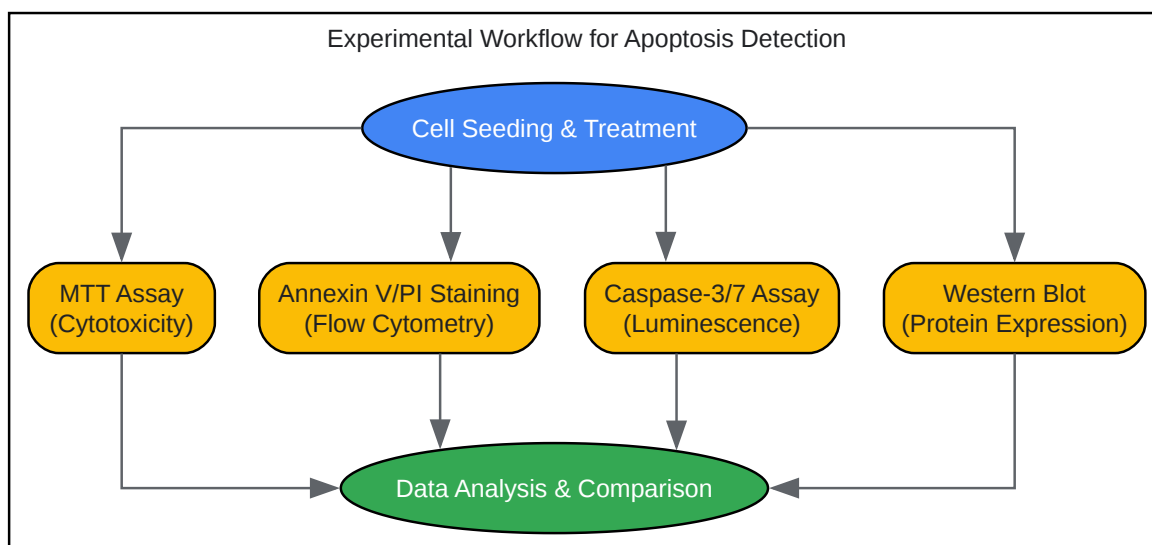 Experimental Workflow for Apoptosis Detection
Cell Seeding & Treatment
MTT Assay
(Cytotoxicity)
Annexin V/PI Staining
(Flow Cytometry)
Caspase-3/7 Assay
(Luminescence)
Western Blot
(Protein Expression)
Data Analysis & Comparison